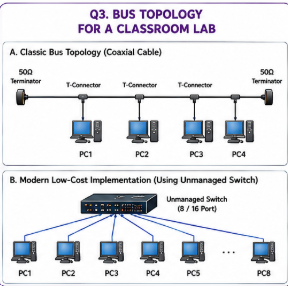 Q3. BUS TOPOLOGY
FOR A CLASSROOM LAB
A. Classic Bus Topology (Coaxial Cable)
50Ω
Terminator
T-Connector
T-Connector
T-Connector
50Ω
Terminator
PC1
PC2
PC3
PC4
B. Modern Low-Cost Implementation (Using Unmanaged Switch)
Unmanaged Switch
(8 / 16 Port)
PC1
PC2
PC3
PC4
PC5
...
PC8